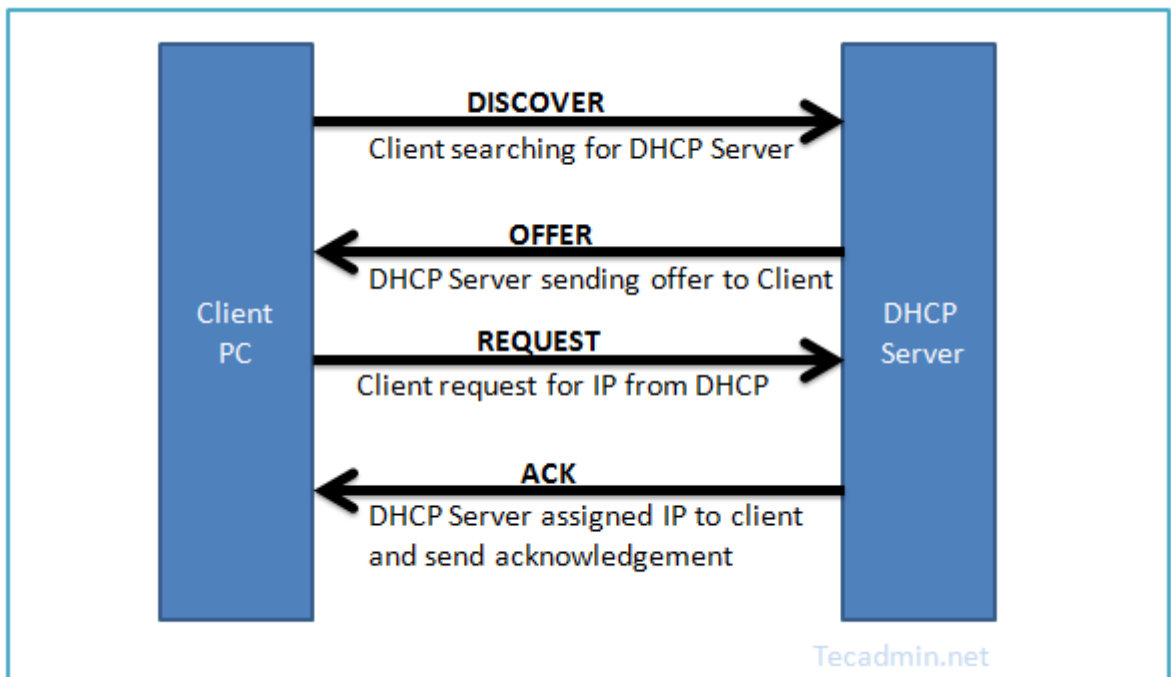 DISCOVER
Client searching for DHCP Server
OFFER
DHCP Server sending offer to Client
Client
PC
DHCP
Server
REQUEST
Client request for IP from DHCP
ACK
DHCP Server assigned IP to client
and send acknowledgement
Tecadmin.net